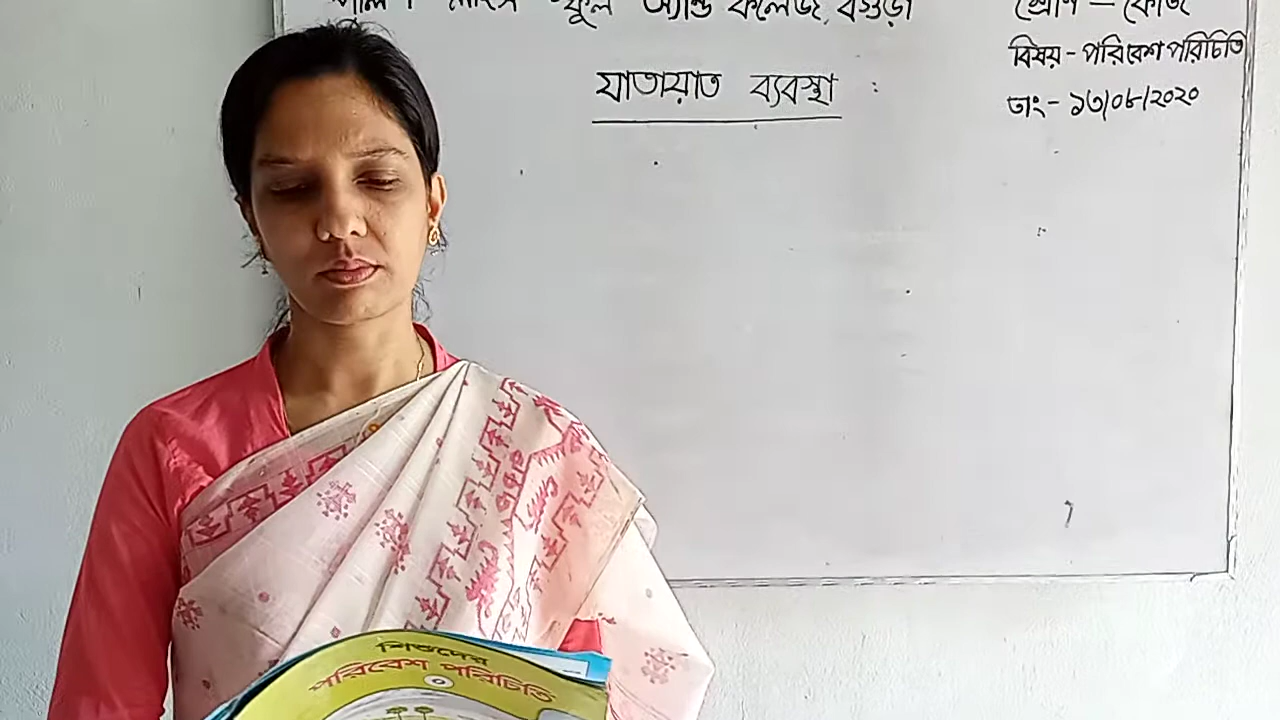 স্কুল অ্যান্ড কলেজ, বগুড়া
শ্রেণি - কেজি
বিষয় - পরিবেশ পরিচিতি
তাং - ১৩/০৮/২০২০
যাতায়াত ব্যবস্থা :
শিশুদের
পরিবেশ পরিচিতি